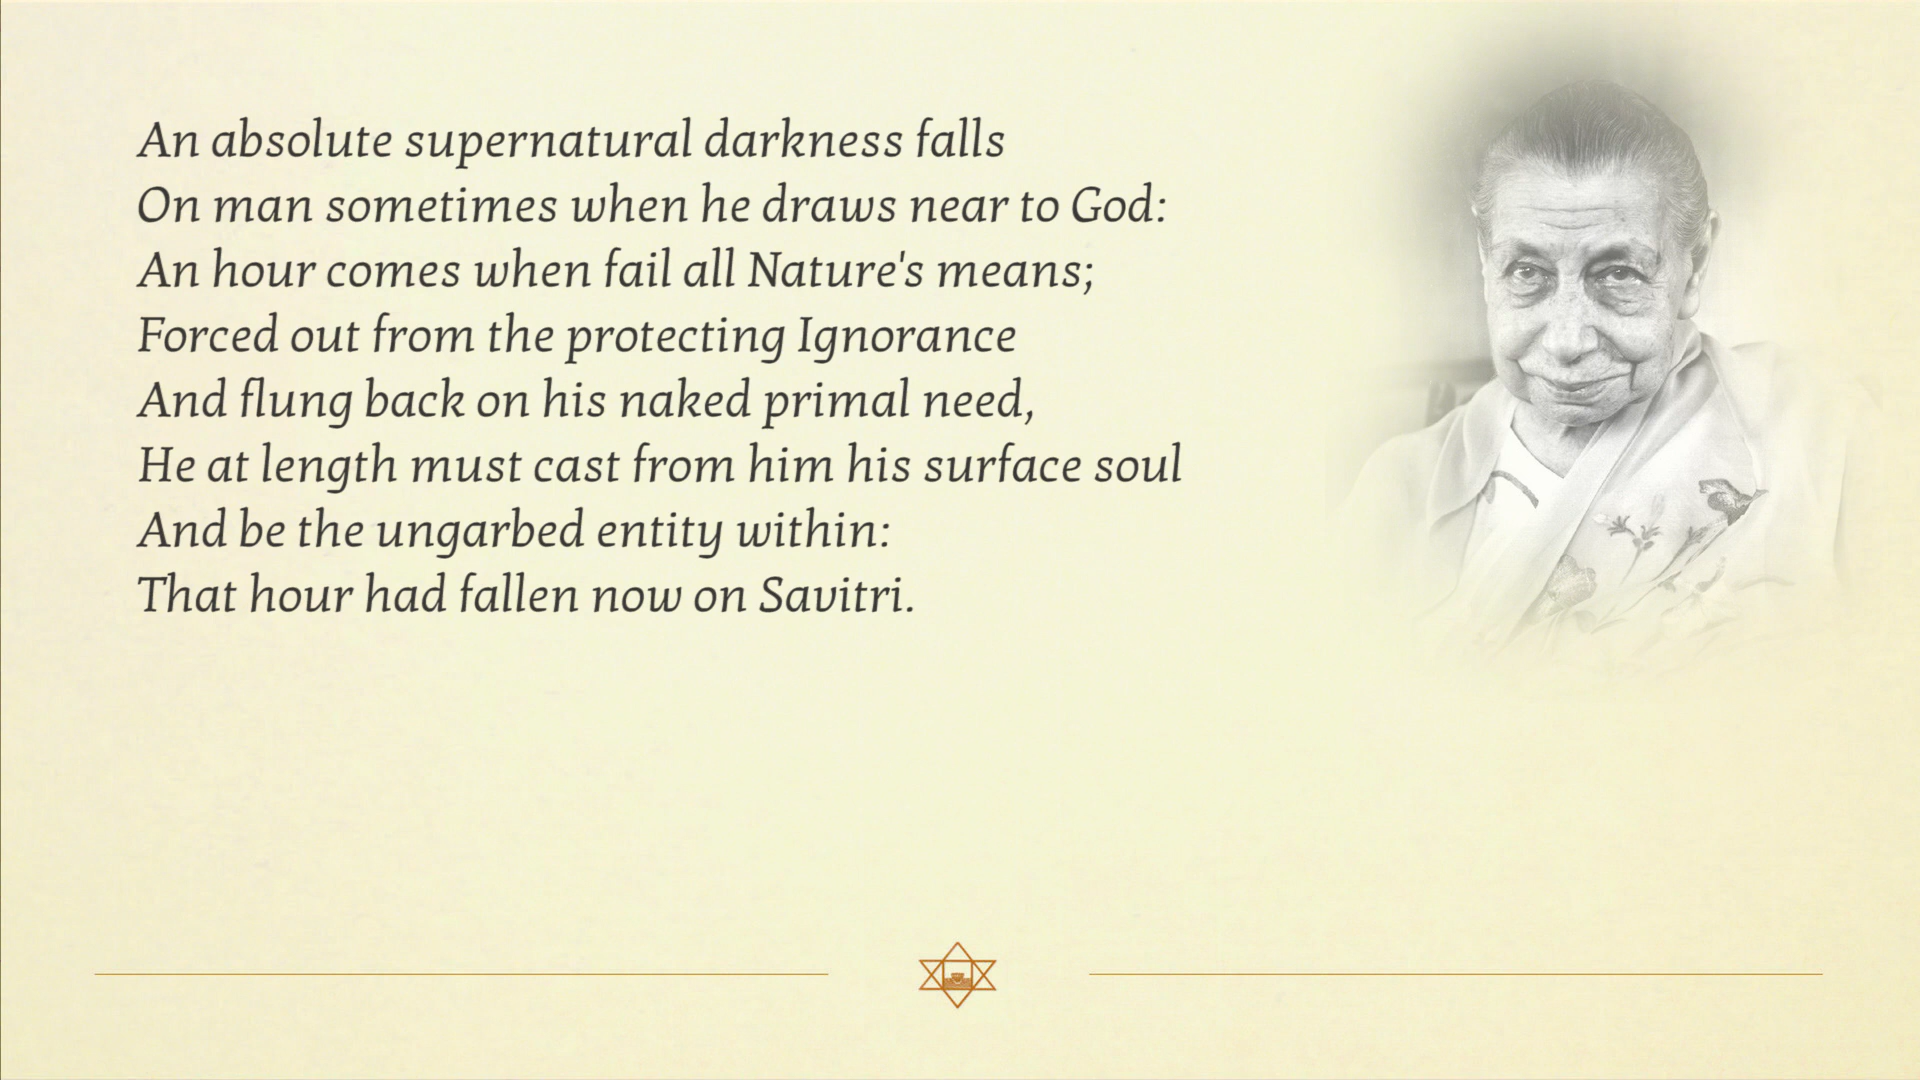 An absolute supernatural darkness falls
On man sometimes when he draws near to God:
An hour comes when fail all Nature's means;
Forced out from the protecting Ignorance
And flung back on his naked primal need,
He at length must cast from him his surface soul
And be the ungarbed entity within:
That hour had fallen now on Savitri.